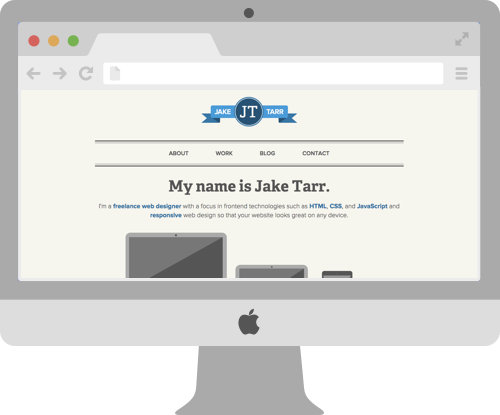 JAKE JT TARR
ABOUT WORK BLOG CONTACT
My name is Jake Tarr.
I'm a freelance web designer with a focus in frontend technologies such as HTML, CSS, and JavaScript and
responsive web design so that your website looks great on any device.